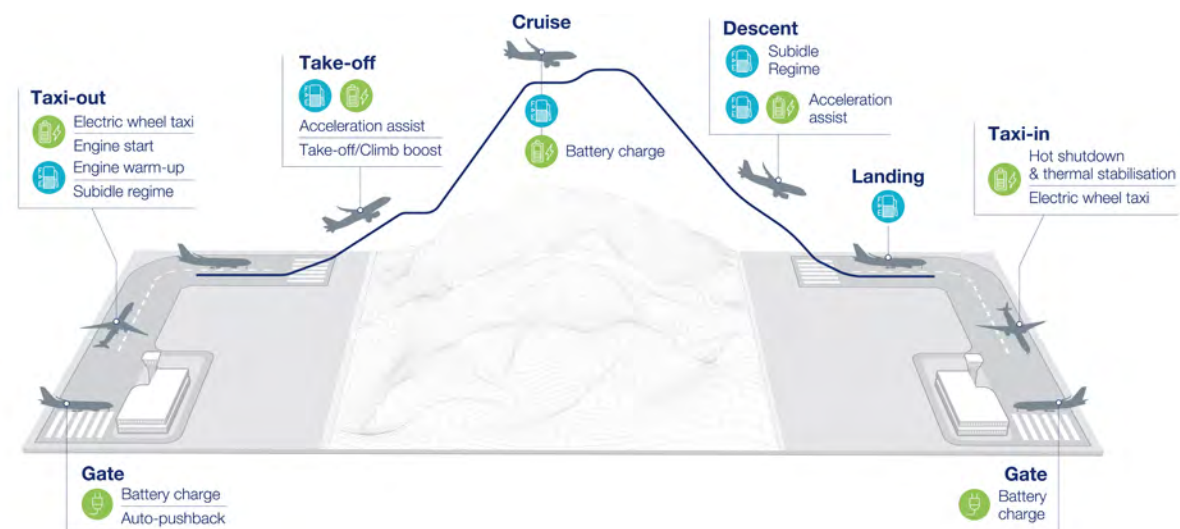 Cruise
Battery charge
Take-off
Acceleration assist
Take-off/Climb boost
Taxi-out
Electric wheel taxi
Engine start
Engine warm-up
Subidle regime
Descent
Subidle
Regime
Acceleration
assist
Landing
Taxi-in
Hot shutdown
& thermal stabilisation
Electric wheel taxi
Gate
Battery charge
Auto-pushback
Gate
Battery
charge